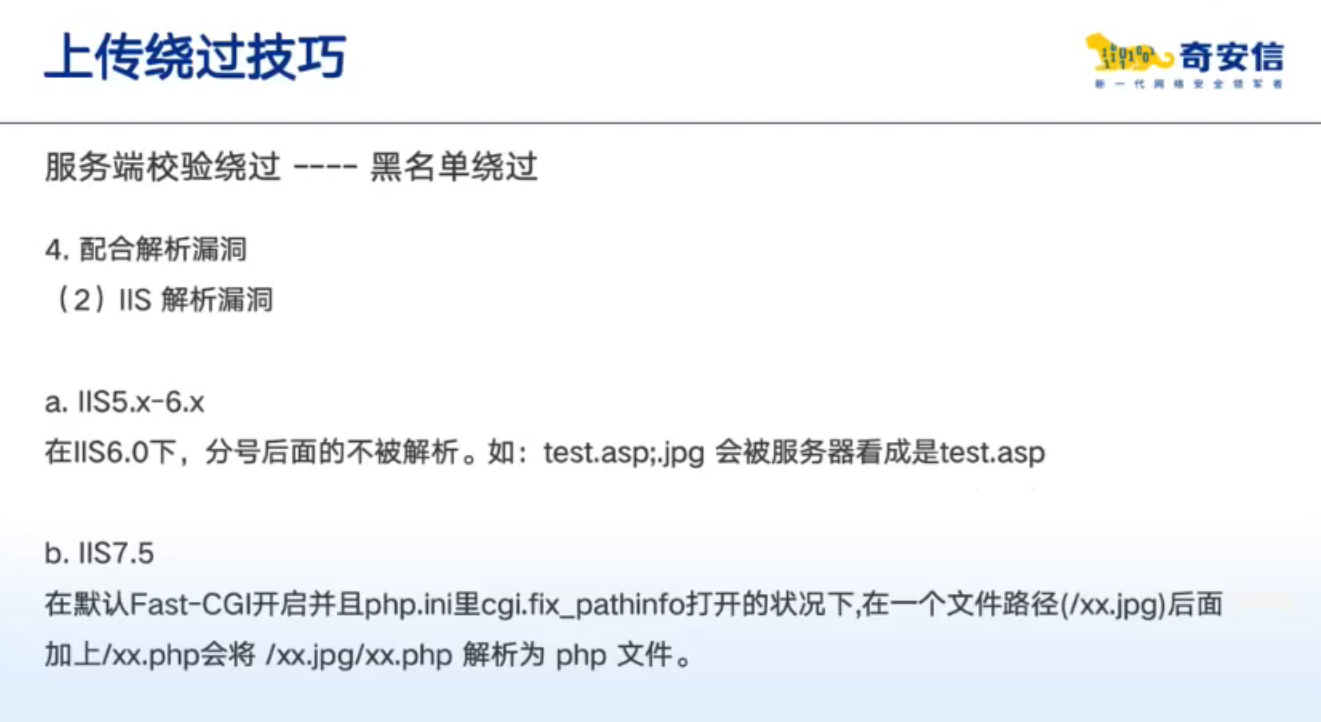 上传绕过技巧
奇安信
新一代网络安全领军者
服务端校验绕过 ---- 黑名单绕过
4. 配合解析漏洞
（2）IIS 解析漏洞
a. IIS5.x-6.x
在IIS6.0下，分号后面的不被解析。如：test.asp;.jpg 会被服务器看成是test.asp
b. IIS7.5
在默认Fast-CGI开启并且php.ini里cgi.fix_pathinfo打开的状况下,在一个文件路径(/xx.jpg)后面
加上/xx.php会将 /xx.jpg/xx.php 解析为 php 文件。